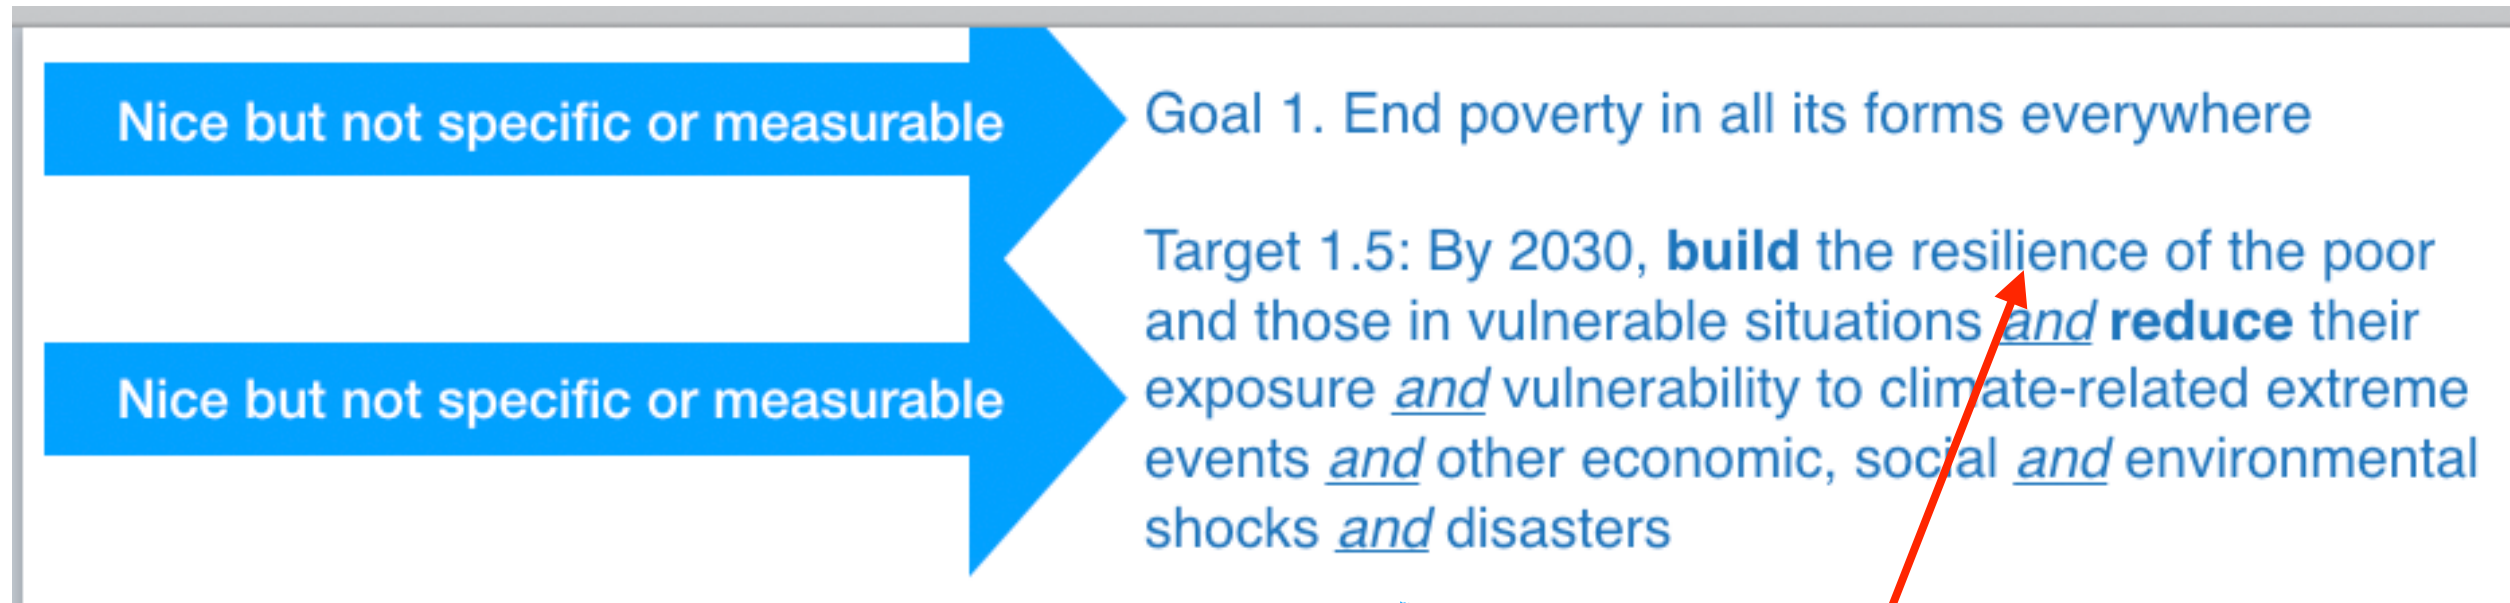 Nice but not specific or measurable
Goal 1. End poverty in all its forms everywhere
Nice but not specific or measurable
Target 1.5: By 2030, build the resilience of the poor
and those in vulnerable situations and reduce their
exposure and vulnerability to climate-related extreme
events and other economic, social and environmental
shocks and disasters